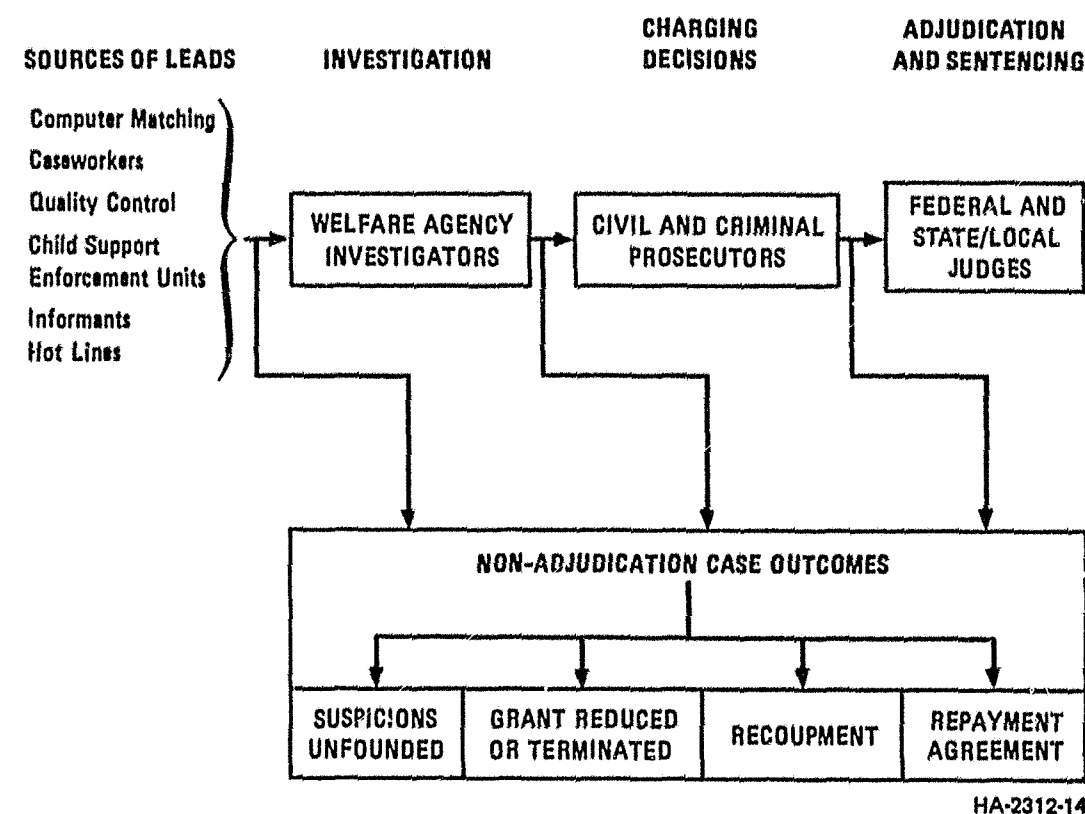 SOURCES OF LEADS
INVESTIGATION
CHARGING
DECISIONS
ADJUDICATION
AND SENTENCING
Computer Matching
Caseworkers
Quality Control
Child Support
Enforcement Units
Informants
Hot Lines
WELFARE AGENCY
INVESTIGATORS
CIVIL AND CRIMINAL
PROSECUTORS
FEDERAL AND
STATE/LOCAL
JUDGES
NON-ADJUDICATION CASE OUTCOMES
SUSPICIONS
UNFOUNDED
GRANT REDUCED
OR TERMINATED
RECOUPMENT
REPAYMENT
AGREEMENT
HA-2312-14